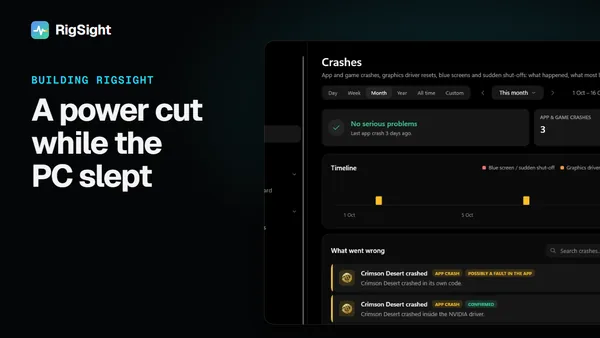 RigSight
BUILDING RIGSIGHT
A power cut
while the
PC slept
Crashes
App and game crashes, graphics driver resets, blue screens and sudden shut-offs: what happened, what most
Day Week Month Year All time Custom
This month
1 Oct – 16
No serious problems
Last app crash 3 days ago.
APP & GAME CRASHES
3
Timeline
Blue screen / sudden shut-off
Graphics driver
1 Oct
What went wrong
Search crashes...
Crimson Desert crashed APP CRASH POSSIBLE A FAULT IN THE APP
Crimson Desert crashed in its own code.
Crimson Desert crashed APP CRASH CONFIRMED
Crimson Desert crashed inside the NVIDIA driver.